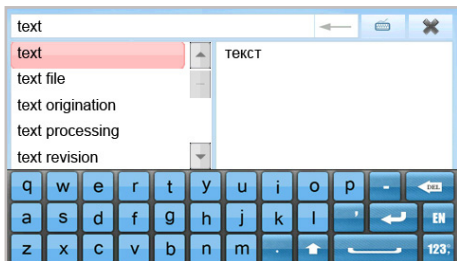 text
text текст
text file
text origination
text processing
text revision
q w e r t y u i o p - DEL
a s d f g h j k l ' EN
z x c v b n m . 123;